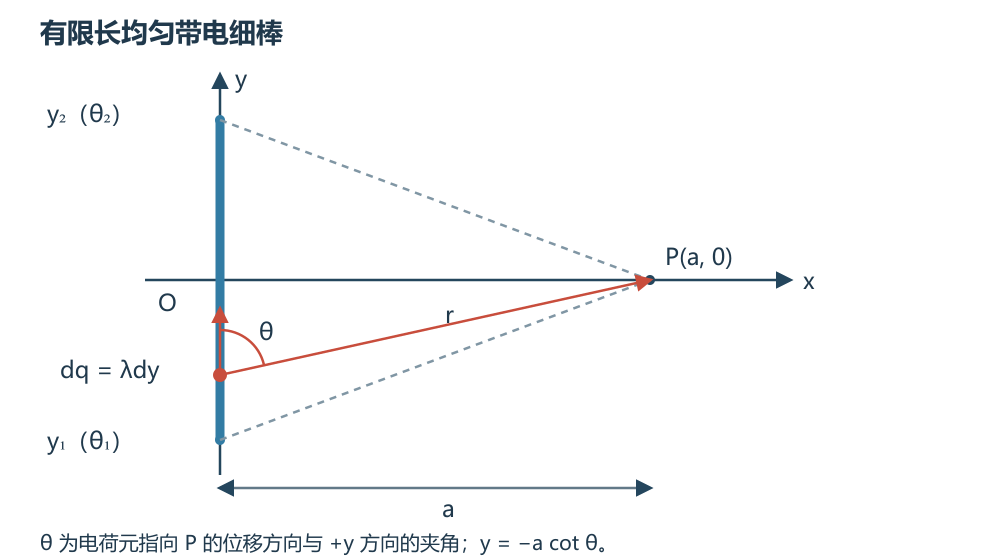 有限长均匀带电细棒
y
y₂ (θ₂)
P(a, 0)
x
O
r
θ
dq = λdy
y₁ (θ₁)
a
θ 为电荷元指向 P 的位移方向与 +y 方向的夹角；y = −a cot θ。